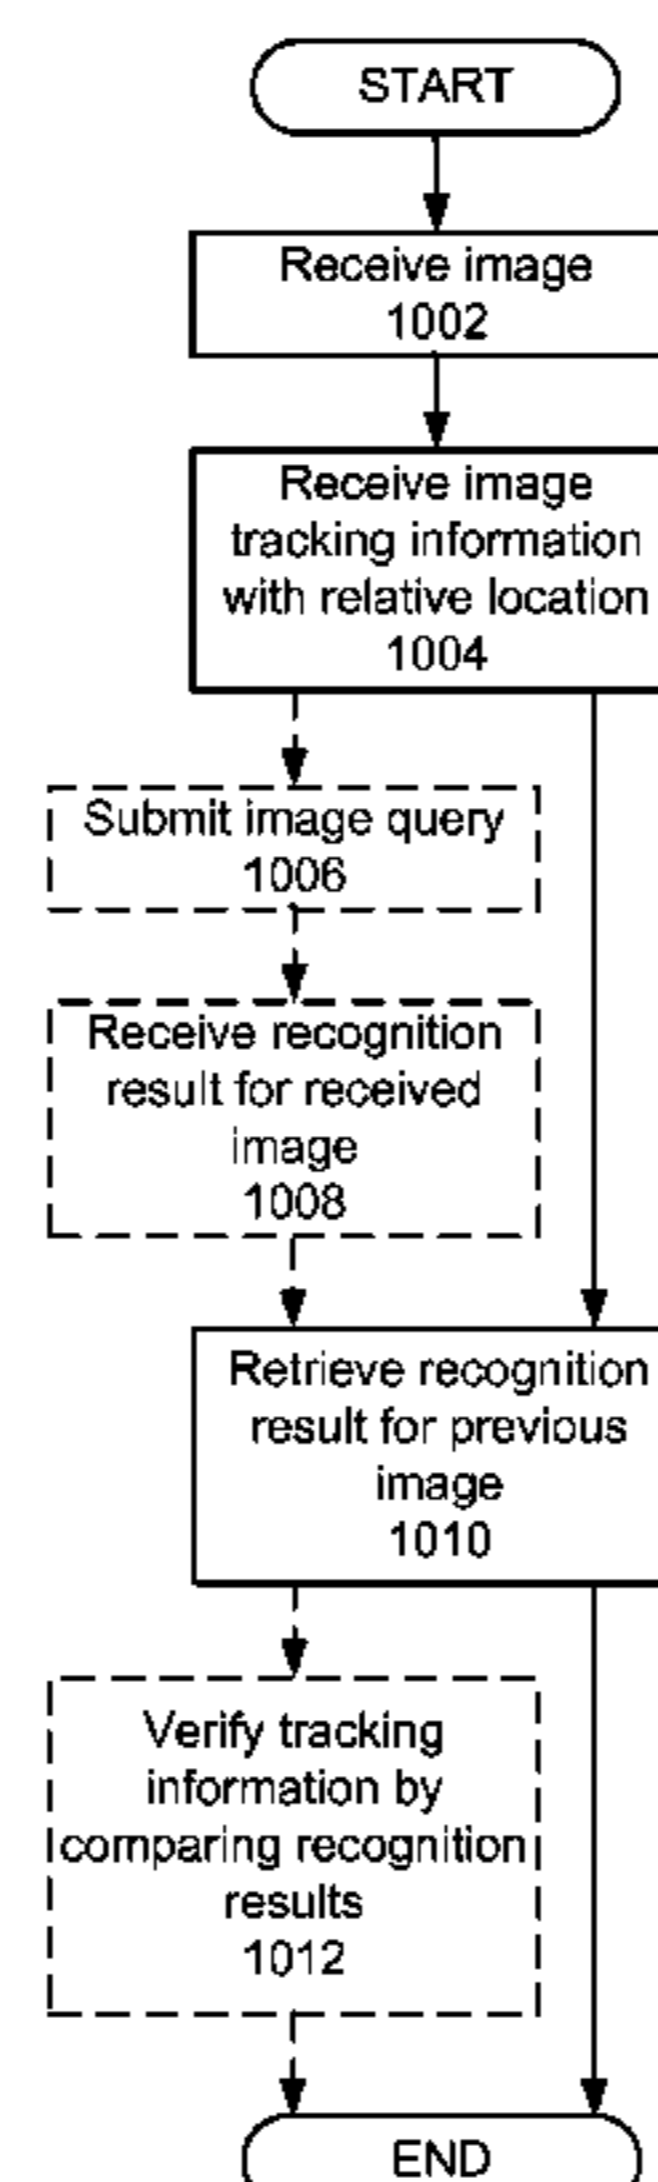 START
Receive image
1002
Receive image
tracking information
with relative location
1004
Submit image query
1006
Receive recognition
result for received
image
1008
Retrieve recognition
result for previous
image
1010
Verify tracking
information by
comparing recognition
results
1012
END